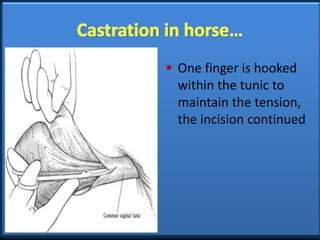 Castration in horse...
▪ One finger is hooked
within the tunic to
maintain the tension,
the incision continued
Common vaginal tunic